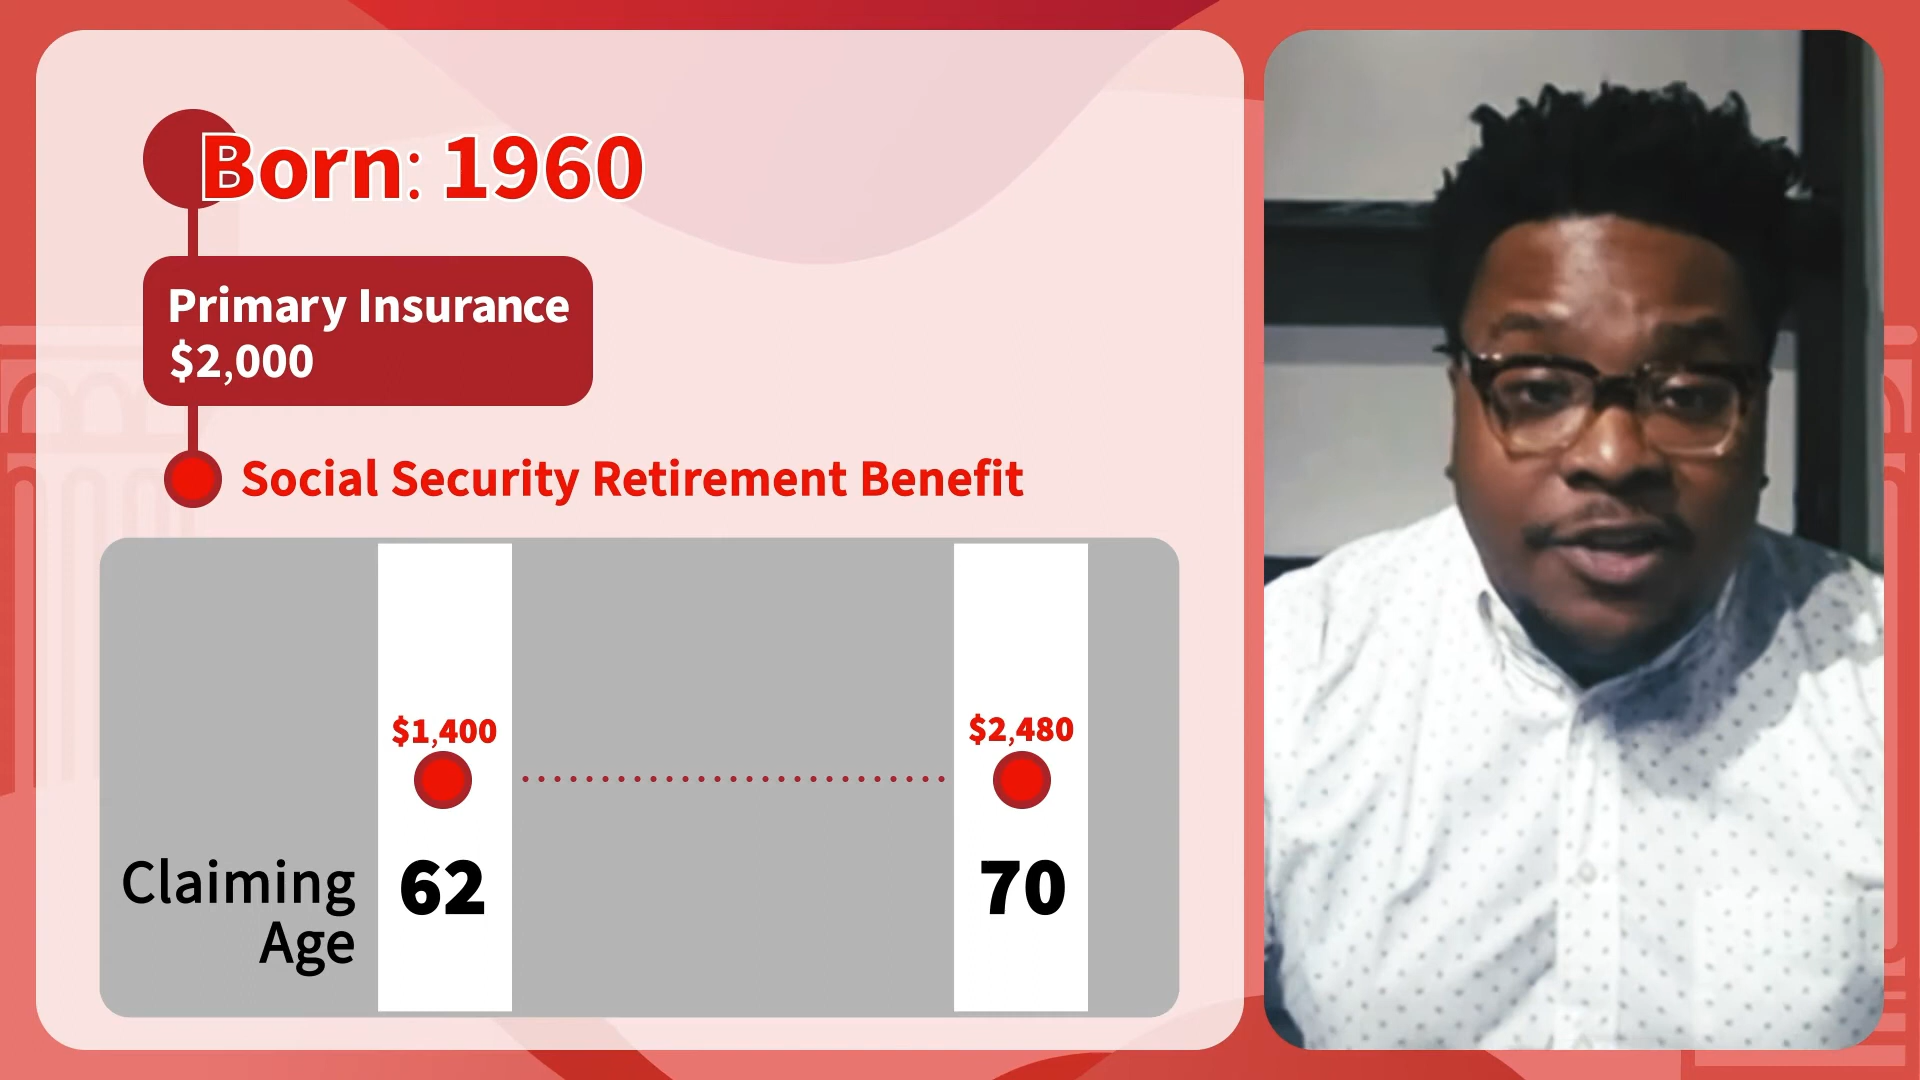 Born: 1960
Primary Insurance
$2,000
Social Security Retirement Benefit
$1,400
$2,480
Claiming
Age
62
70